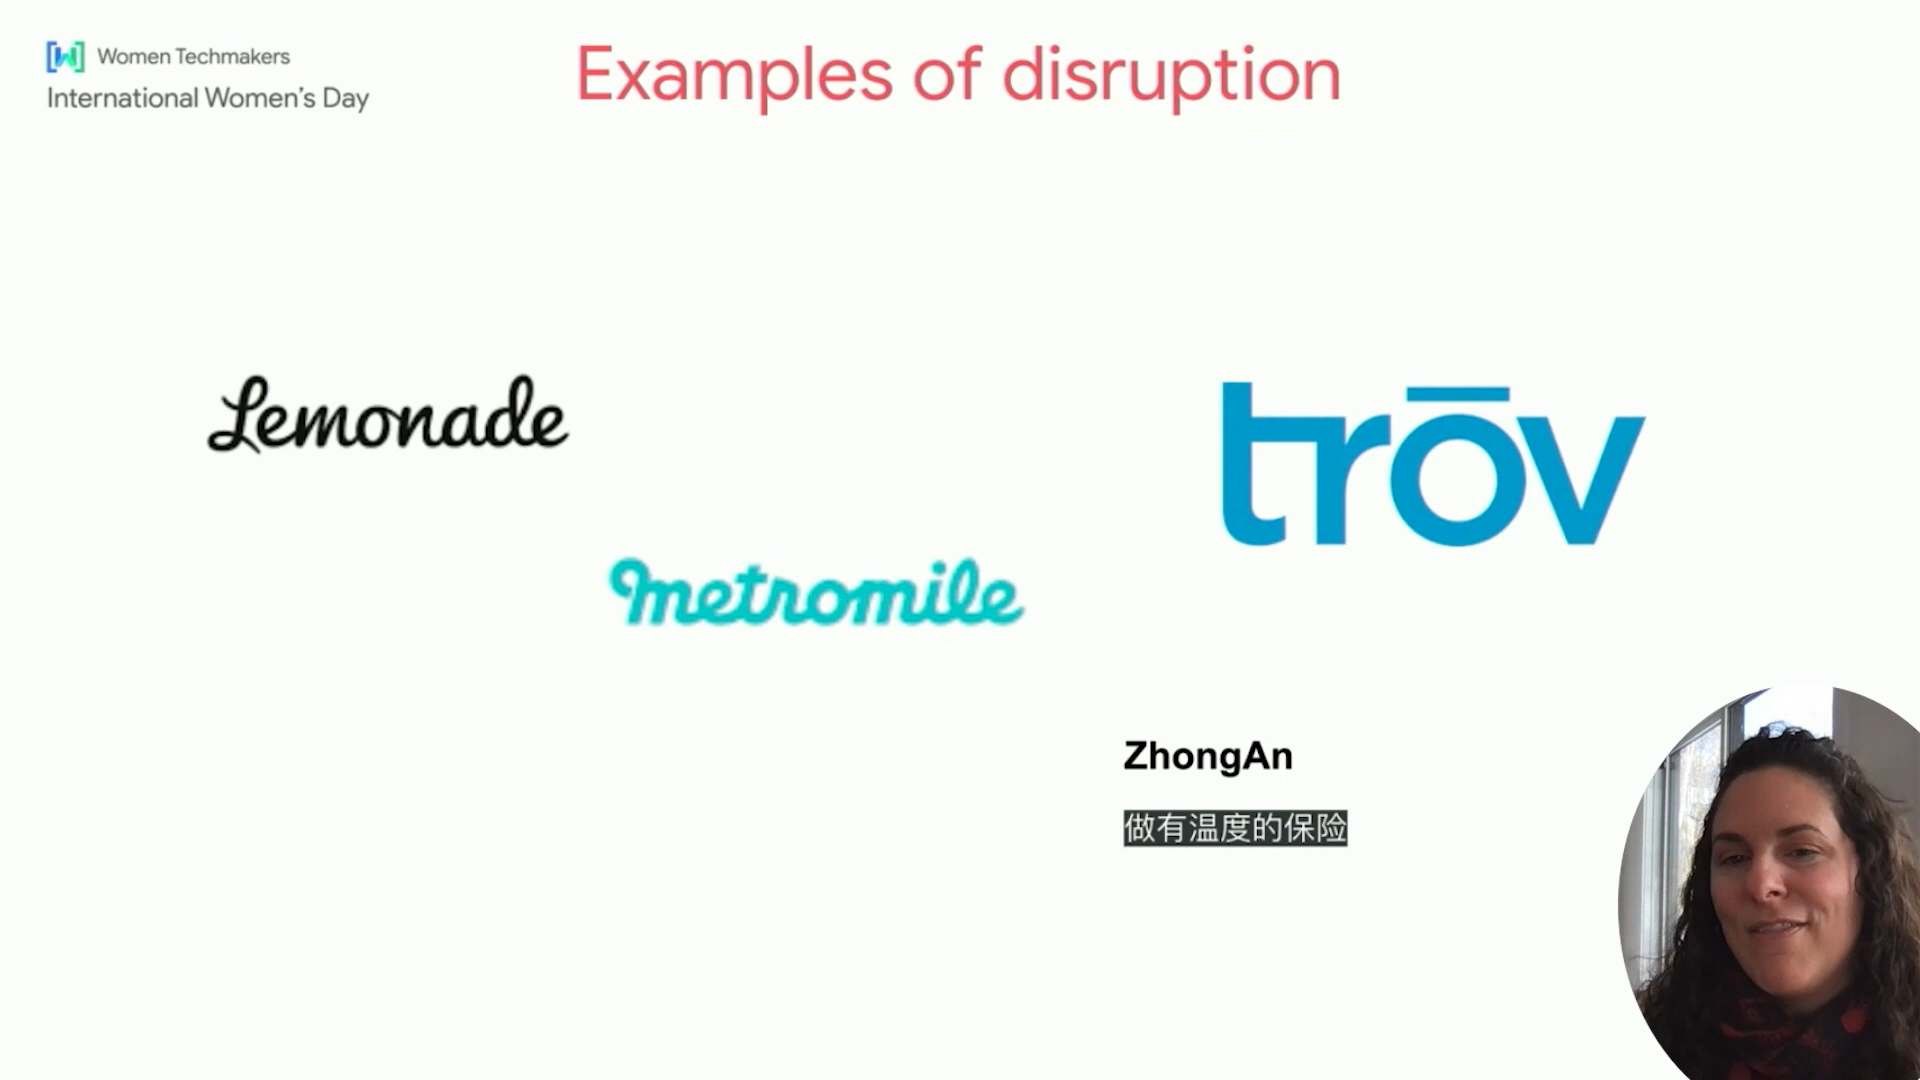 Women Techmakers
International Women's Day
Examples of disruption
Lemonade
trōv
metromile
ZhongAn
做有温度的保险